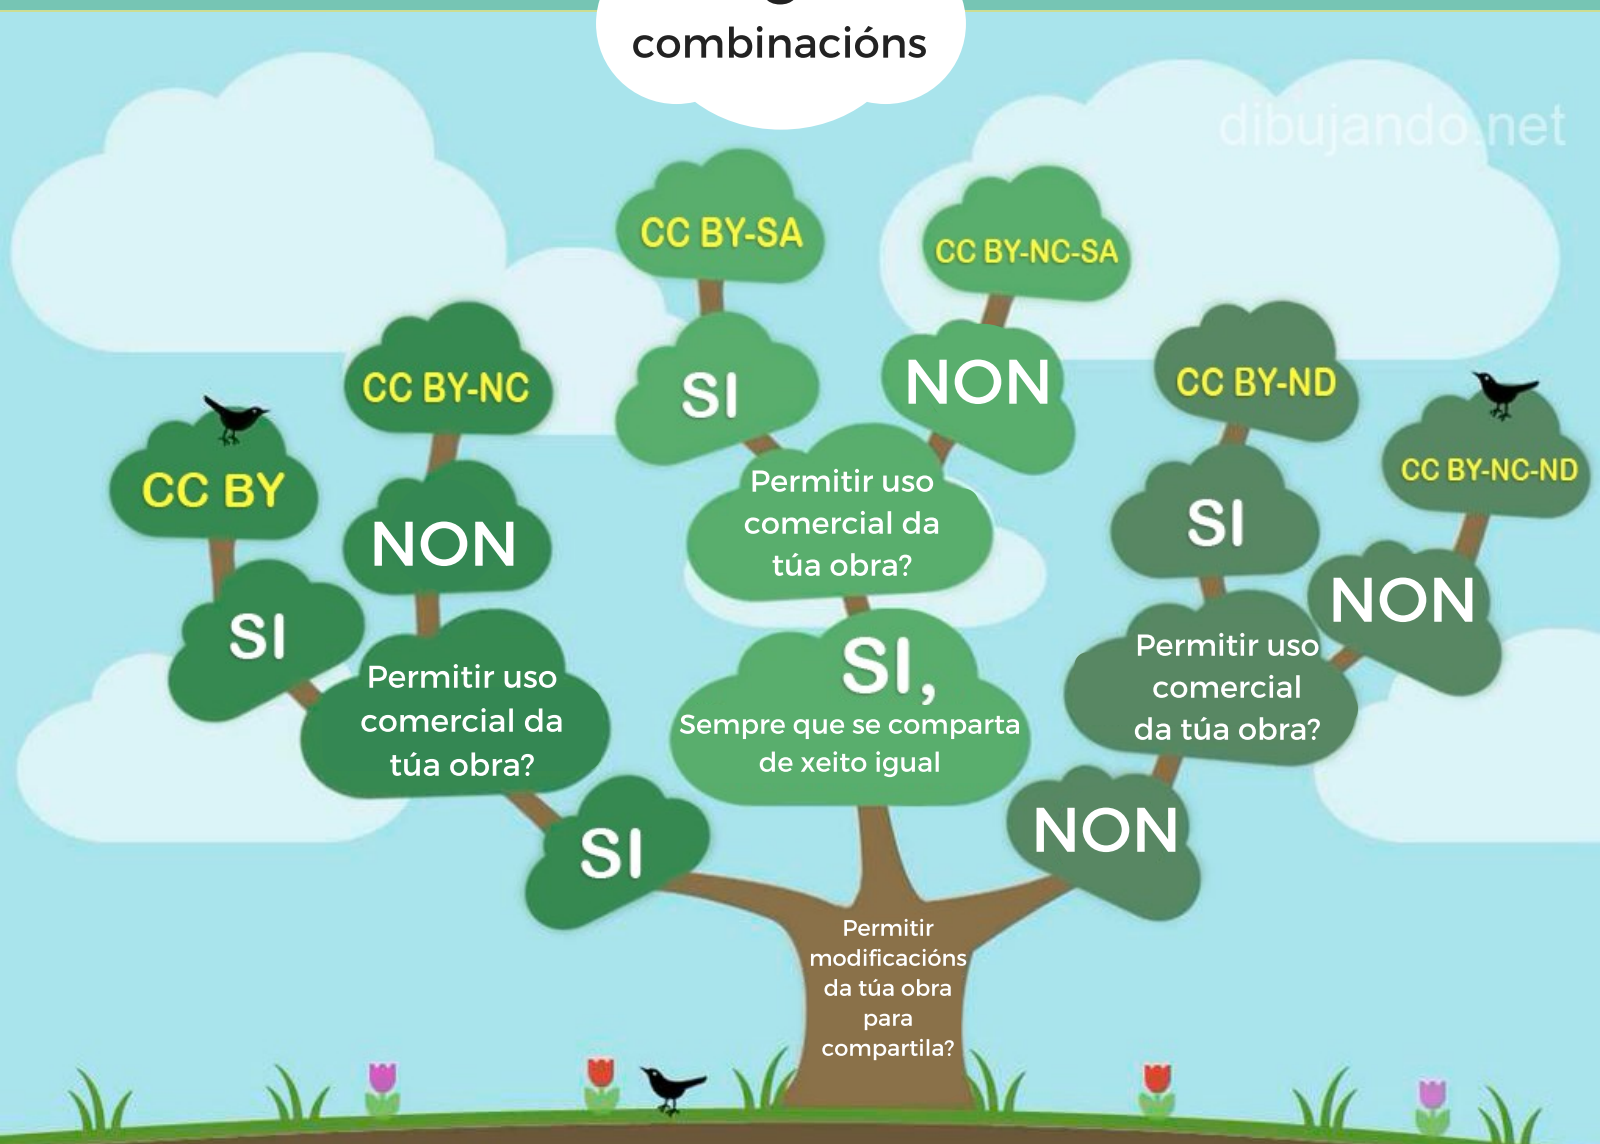 combinacións
dibujando.net
CC BY-SA
CC BY-NC-SA
SI
NON
CC BY-NC
CC BY-ND
CC BY
CC BY-NC-ND
NON
Permitir uso
comercial da
túa obra?
SI
NON
SI
Permitir uso
comercial da
túa obra?
SI,
Sempre que se comparta
de xeito igual
Permitir uso
comercial
da túa obra?
SI
NON
Permitir
modificacións
da túa obra
para
compartila?